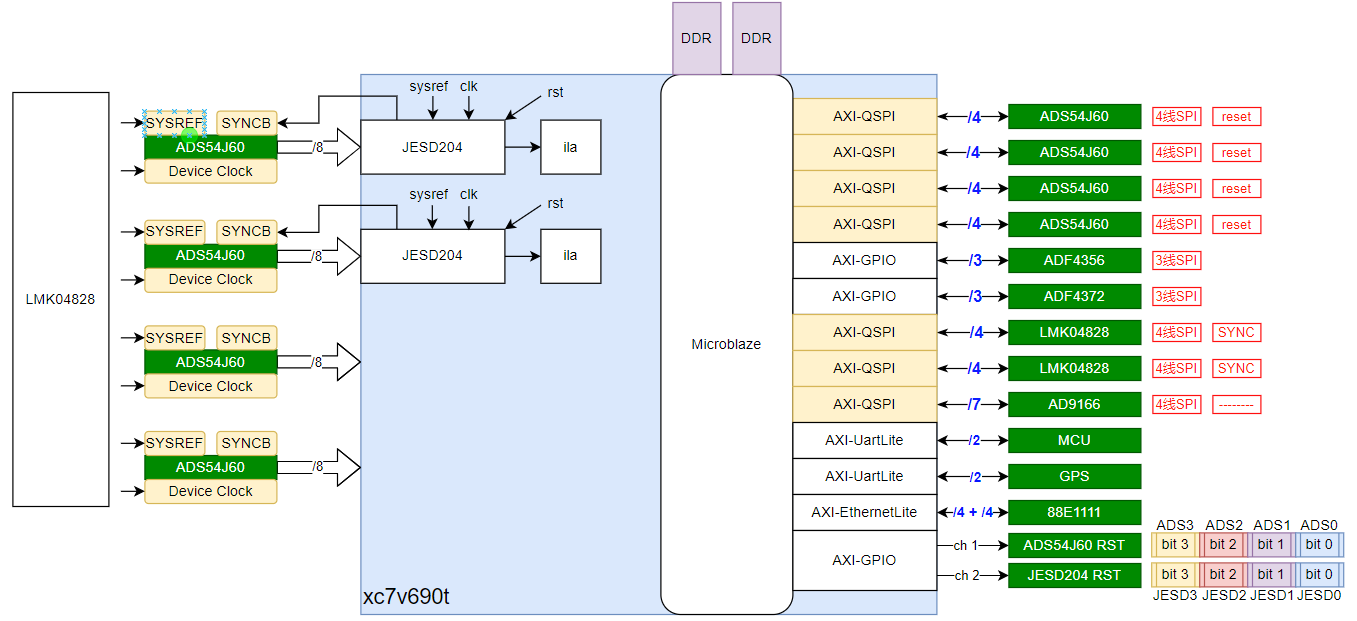 DDR
DDR
LMK04828
SYSREF
SYNCB
ADS54J60
Device Clock
/8
sysref
clk
rst
JESD204
ila
SYSREF
SYNCB
ADS54J60
Device Clock
/8
sysref
clk
rst
JESD204
ila
SYSREF
SYNCB
ADS54J60
Device Clock
/8
SYSREF
SYNCB
ADS54J60
Device Clock
/8
xc7v690t
Microblaze
AXI-QSPI /4 ADS54J60 4线SPI reset
AXI-QSPI /4 ADS54J60 4线SPI reset
AXI-QSPI /4 ADS54J60 4线SPI reset
AXI-QSPI /4 ADS54J60 4线SPI reset
AXI-GPIO /3 ADF4356 3线SPI
AXI-GPIO /3 ADF4372 3线SPI
AXI-QSPI /4 LMK04828 4线SPI SYNC
AXI-QSPI /4 LMK04828 4线SPI SYNC
AXI-QSPI /7 AD9166 4线SPI --------
AXI-UartLite /2 MCU
AXI-UartLite /2 GPS
AXI-EthernetLite /4 + /4 88E1111
AXI-GPIO
ADS3 ADS2 ADS1 ADS0
ch 1 ADS54J60 RST bit 3 bit 2 bit 1 bit 0
ch 2 JESD204 RST bit 3 bit 2 bit 1 bit 0
JESD3 JESD2 JESD1 JESD0